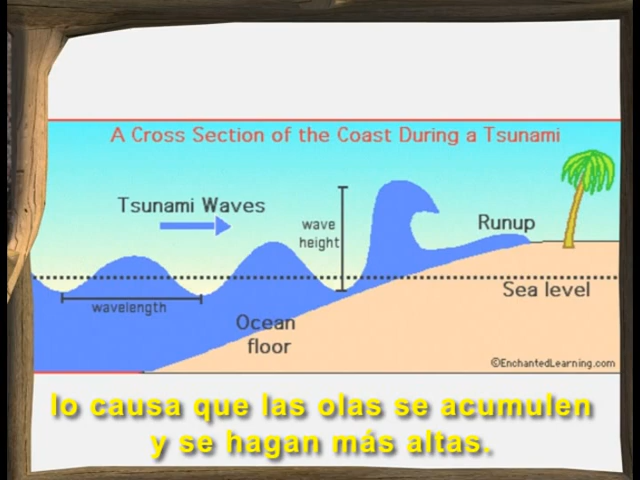 A Cross Section of the Coast During a Tsunami
Tsunami Waves
wave
height
Runup
wavelength
Sea level
Ocean
floor
©EnchantedLearning.com
lo causa que las olas se acumulen
y se hagan más altas.